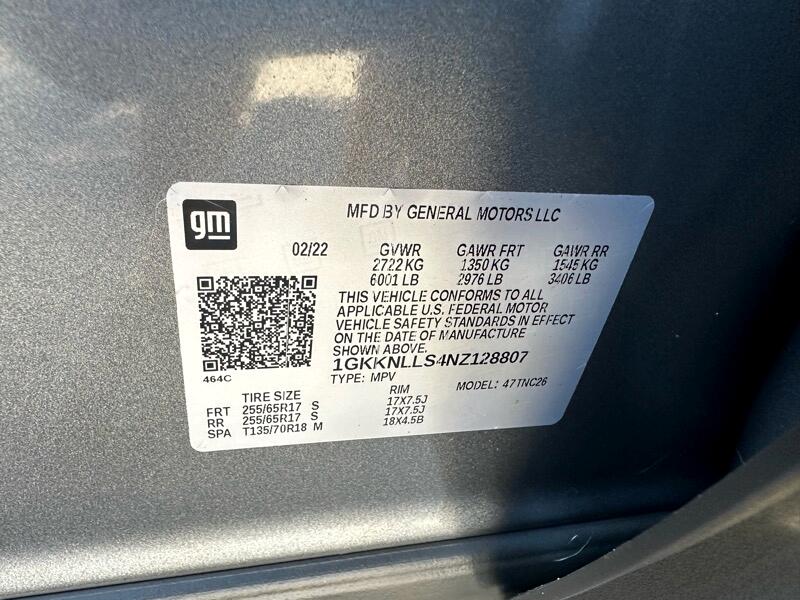 gm
MFD BY GENERAL MOTORS LLC
02/22 GVWR GAWR FRT GAWR RR
2722 KG 1350 KG 1545 KG
6001 LB 2976 LB 3406 LB
THIS VEHICLE CONFORMS TO ALL
APPLICABLE U.S. FEDERAL MOTOR
VEHICLE SAFETY STANDARDS IN EFFECT
ON THE DATE OF MANUFACTURE
SHOWN ABOVE.
1GKKNLLS4NZ128807
TYPE: MPV MODEL: 47TNC26
464C
TIRE SIZE RIM
FRT 255/65R17 S 17X7.5J
RR 255/65R17 S 17X7.5J
SPA T135/70R18 M 18X4.5B